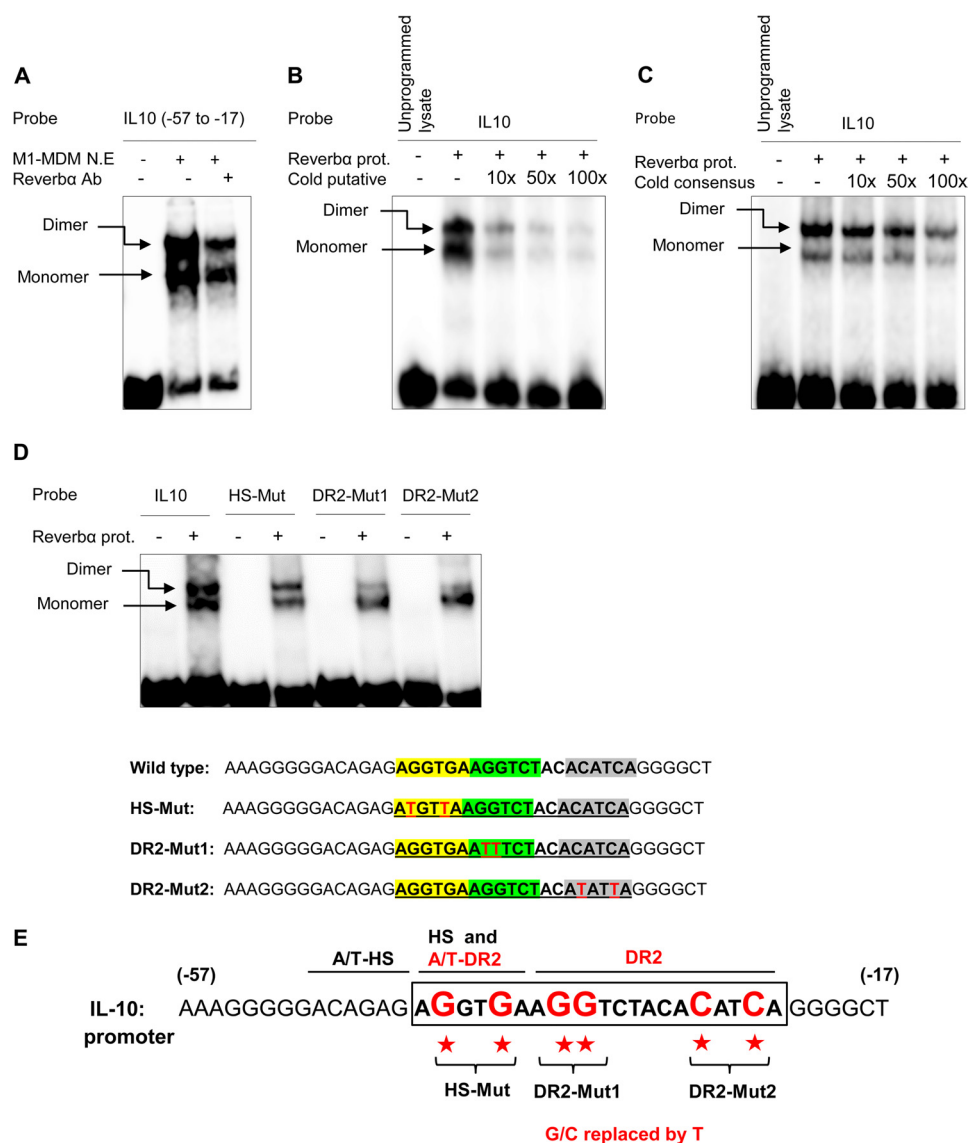 A
Probe IL10 (-57 to -17)
M1-MDM N.E - + +
Reverbα Ab - - +
Dimer
Monomer
B
Unprogrammed
lysate
Probe IL10
Reverbα prot. - + + + +
Cold putative - - 10x 50x 100x
Dimer
Monomer
C
Unprogrammed
lysate
Probe IL10
Reverbα prot. - + + + +
Cold consensus - - 10x 50x 100x
Dimer
Monomer
D
Probe IL10 HS-Mut DR2-Mut1 DR2-Mut2
Reverbα prot. - + - + - + - +
Dimer
Monomer
Wild type: AAAGGGGGACAGAGAGGTGAAGGTCTACACATCAGGGGCT
HS-Mut: AAAGGGGGACAGAGATGTTAAGGTCTACACATCAGGGGCT
DR2-Mut1: AAAGGGGGACAGAGAGGTGAATTTCTACACATCAGGGGCT
DR2-Mut2: AAAGGGGGACAGAGAGGTGAAGGTCTACATATTAGGGGCT
E
A/T-HS HS and A/T-DR2 DR2
(-57) (-17)
IL-10: AAAGGGGGACAGAGAGGTGAAGGTCTACACATCAGGGGCT
promoter
★ ★ ★★ ★ ★
HS-Mut DR2-Mut1 DR2-Mut2
G/C replaced by T